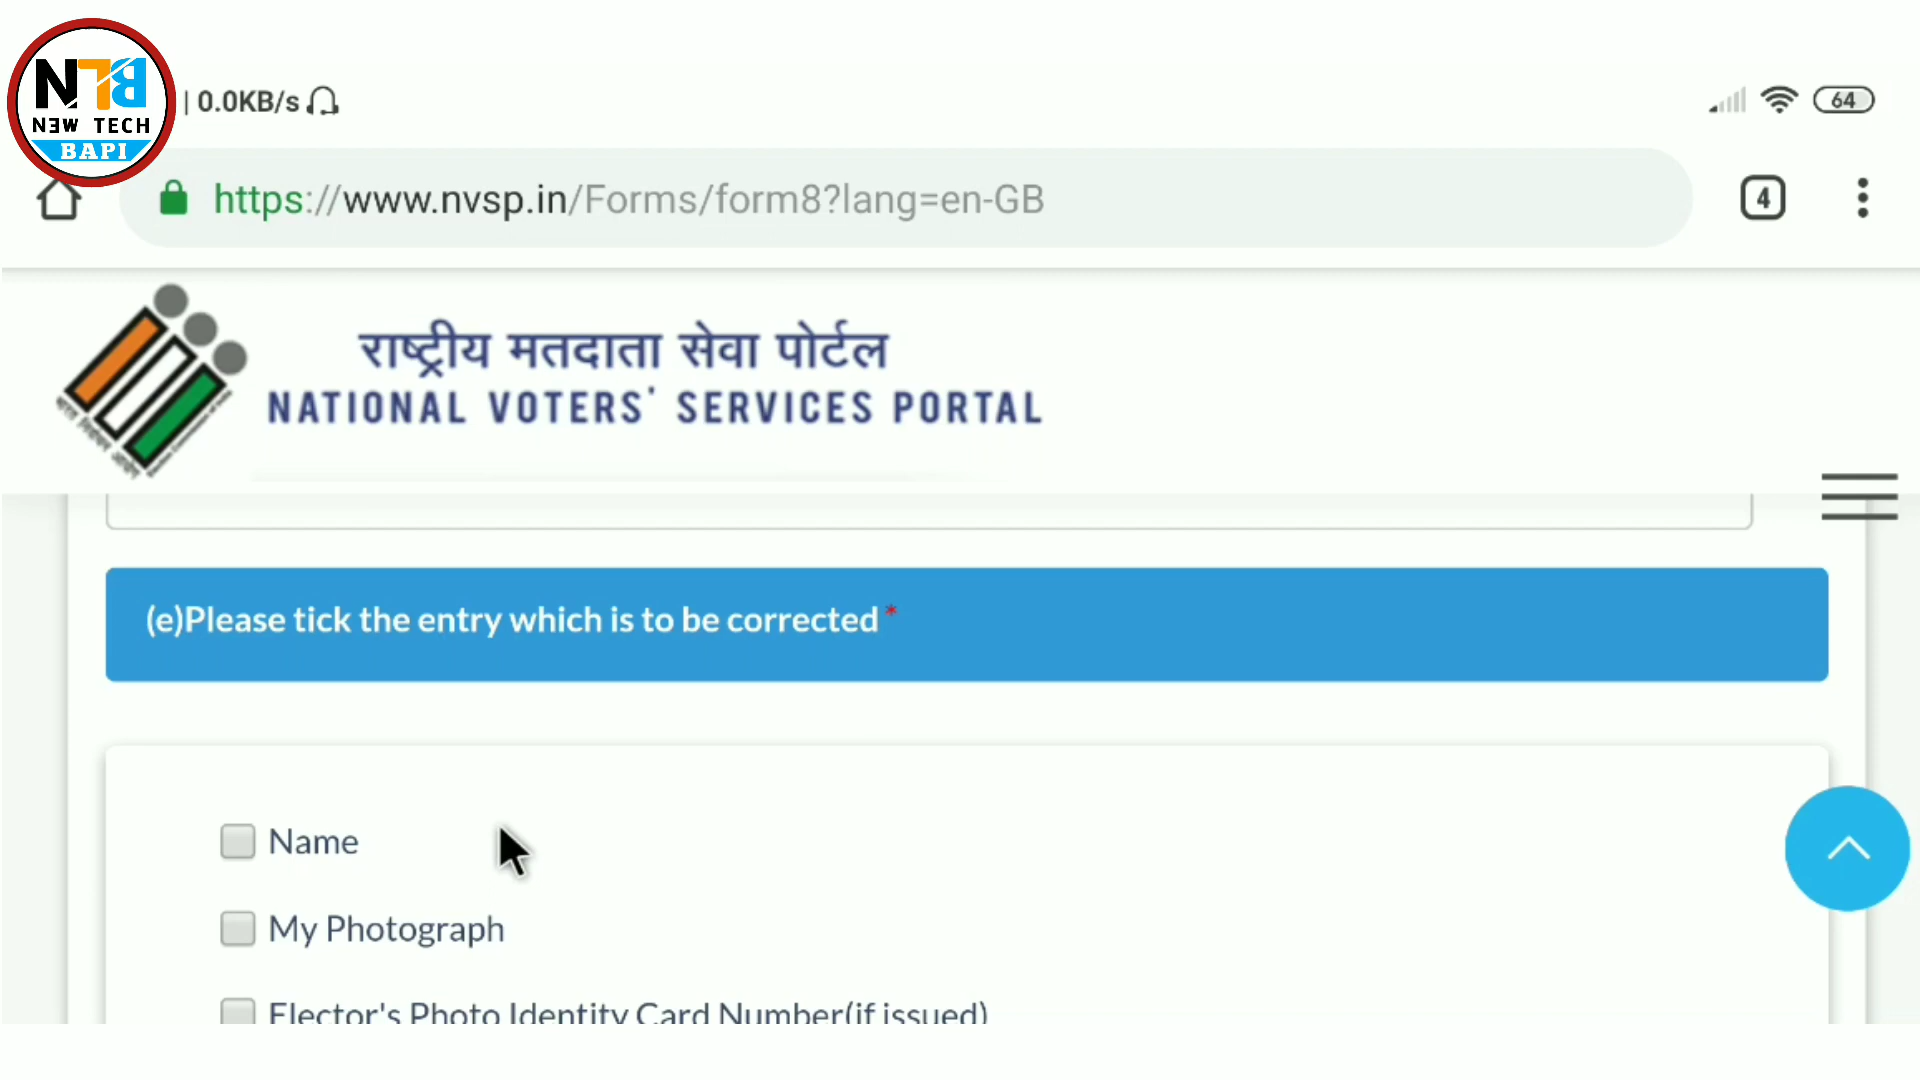 N3W TECH
BAPI
| 0.0KB/s
64
https://www.nvsp.in/Forms/form8?lang=en-GB
4
राष्ट्रीय मतदाता सेवा पोर्टल
NATIONAL VOTERS' SERVICES PORTAL
(e)Please tick the entry which is to be corrected *
Name
My Photograph
Elector's Photo Identity Card Number(if issued)